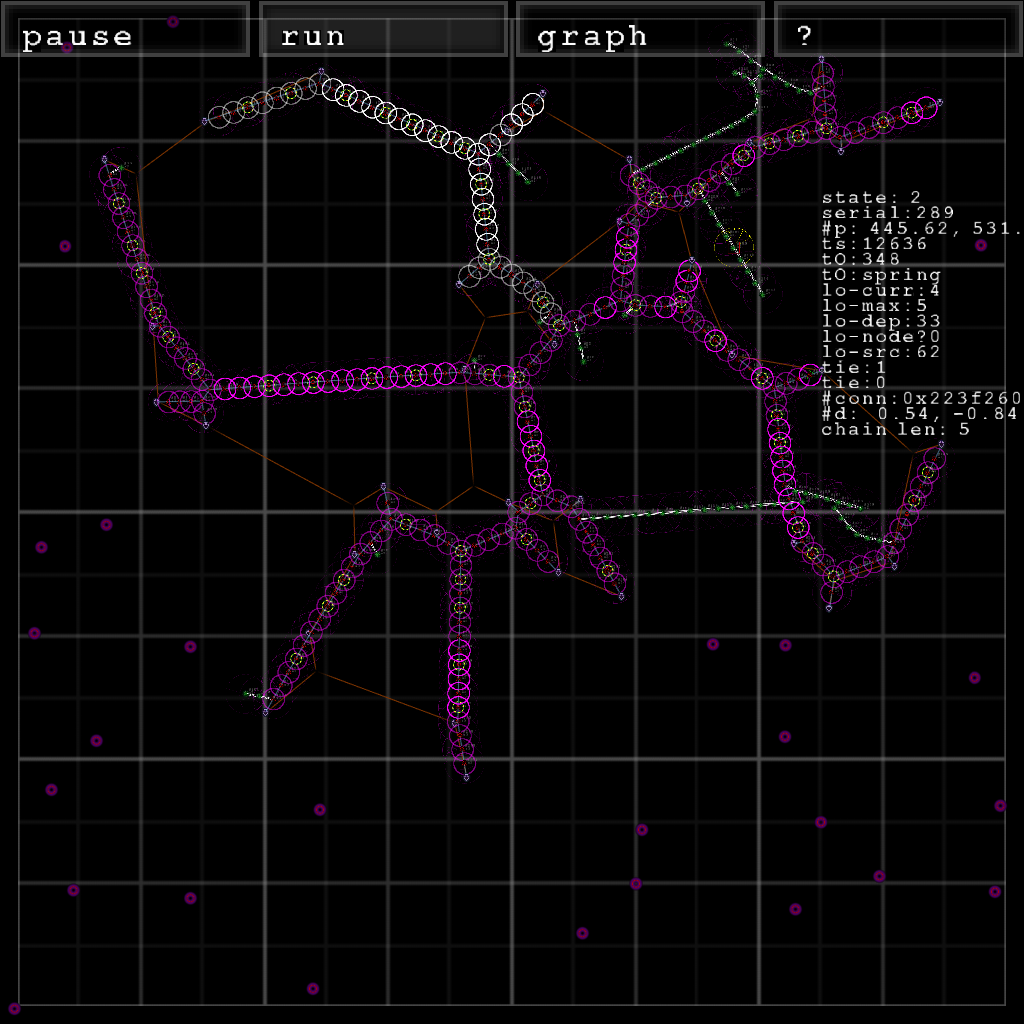 pause
run
graph
?
state: 2
serial:289
#p: 445.62, 531.
ts:12636
t0:348
t0:spring
lo-curr:4
lo-max:5
lo-dep:33
lo-node?0
lo-src:62
tie:1
tie:0
#conn:0x223f260
#d: 0.54, -0.84
chain len: 5